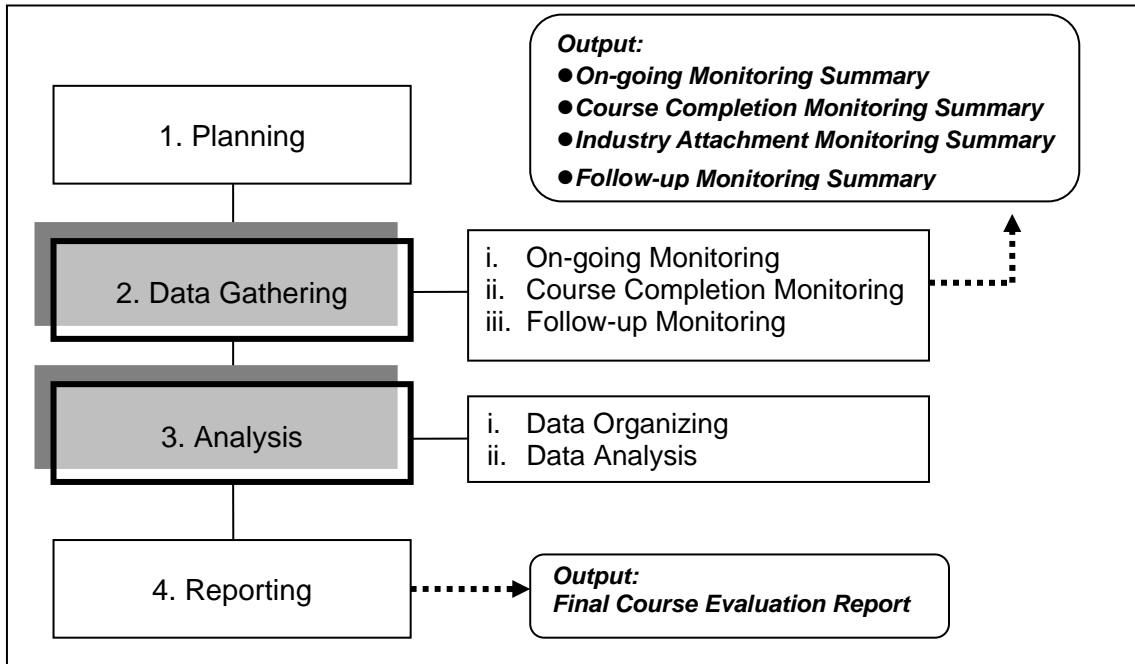 Output:
●On-going Monitoring Summary
●Course Completion Monitoring Summary
●Industry Attachment Monitoring Summary
●Follow-up Monitoring Summary
1. Planning
2. Data Gathering
i. On-going Monitoring
ii. Course Completion Monitoring
iii. Follow-up Monitoring
3. Analysis
i. Data Organizing
ii. Data Analysis
4. Reporting
Output:
Final Course Evaluation Report